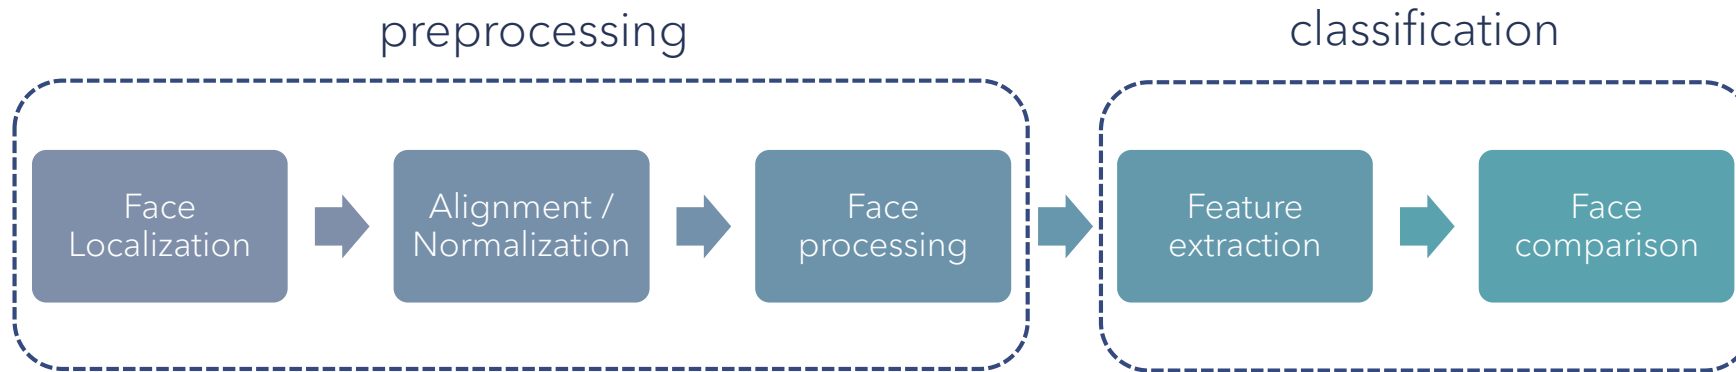 preprocessing
classification
Face
Localization
Alignment /
Normalization
Face
processing
Feature
extraction
Face
comparison